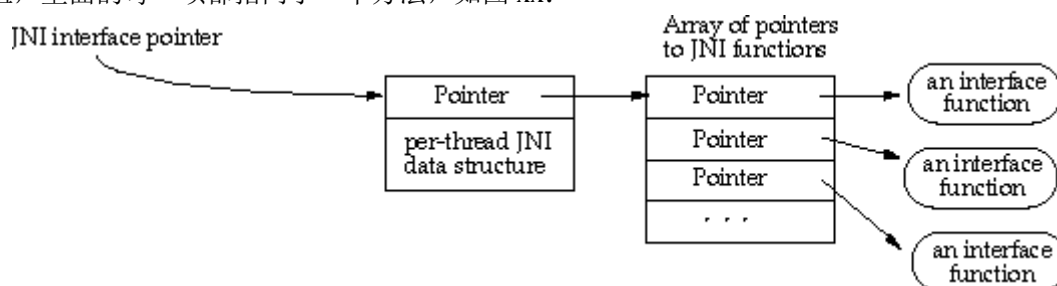 JNI interface pointer
Array of pointers
to JNI functions
Pointer
per-thread JNI
data structure
Pointer
Pointer
Pointer
. . .
an interface
function
an interface
function
an interface
function